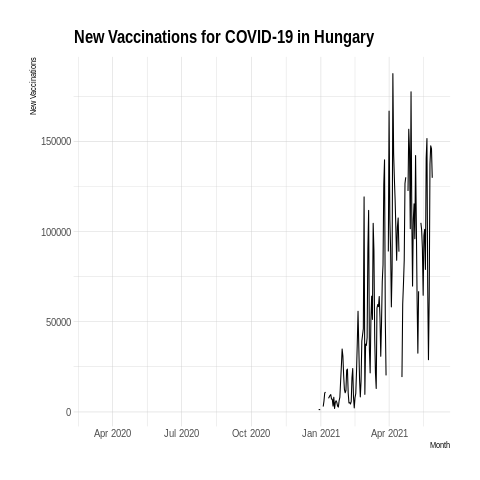 New Vaccinations for COVID-19 in Hungary
New Vaccinations
150000
100000
50000
0
Apr 2020 Jul 2020 Oct 2020 Jan 2021 Apr 2021
Month